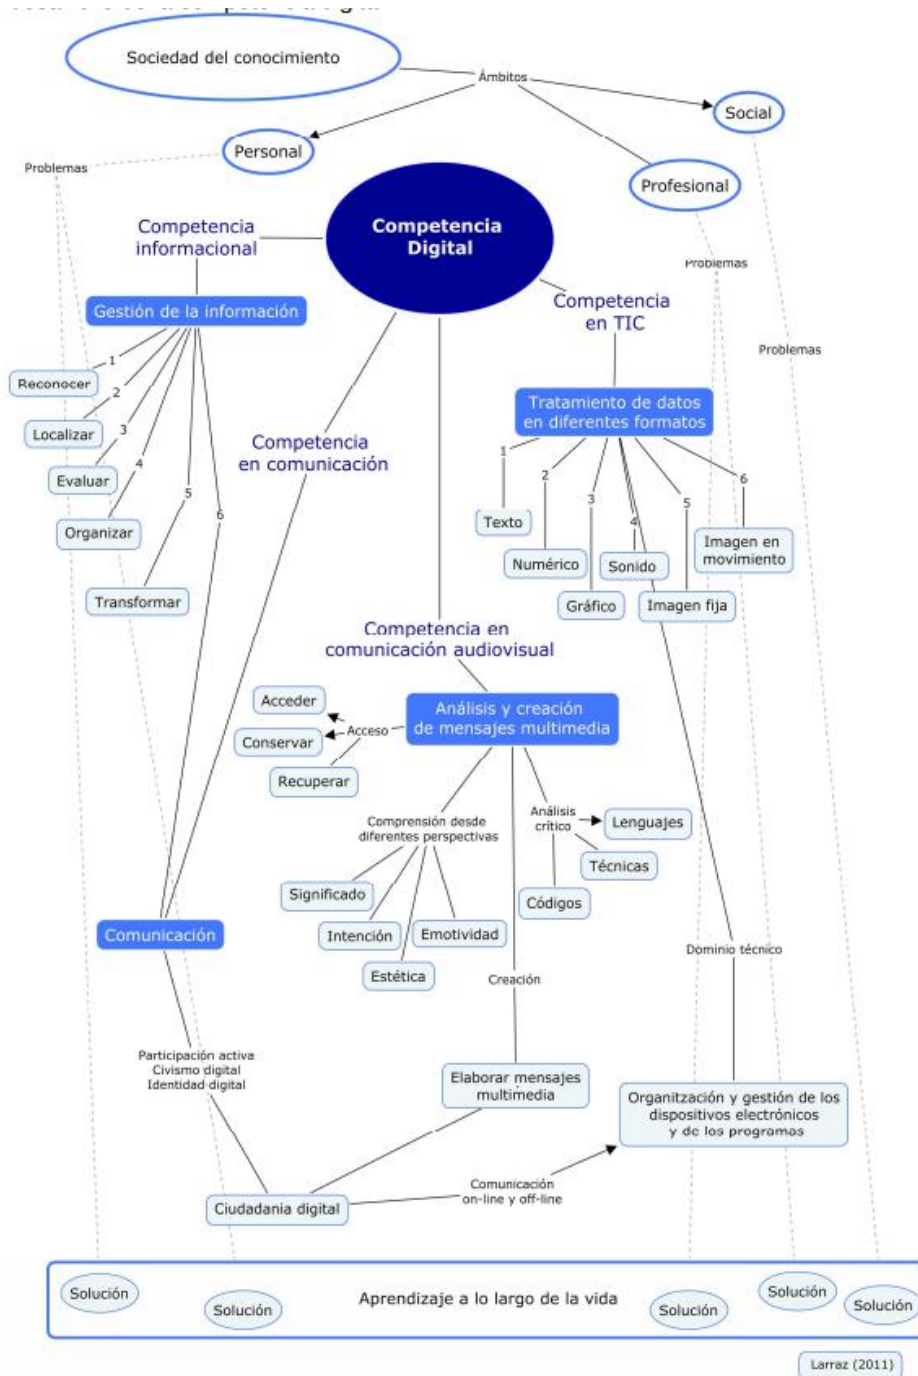 Sociedad del conocimiento
Ámbitos
Social
Personal
Problemas
Profesional
Competencia
Digital
Competencia
informacional
Problemas
Gestión de la información
Competencia
en TIC
Problemas
1
Reconocer
2
Localizar
3
Evaluar
4
Organizar
5
Transformar
6
Tratamiento de datos
en diferentes formatos
1
Texto
2
Numérico
3
Gráfico
4
Sonido
5
Imagen fija
6
Imagen en
movimiento
Competencia
en comunicación
Competencia en
comunicación audiovisual
Análisis y creación
de mensajes multimedia
Acceso
Acceder
Conservar
Recuperar
Comprensión desde
diferentes perspectivas
Significado
Intención
Estética
Emotividad
Análisis
crítico
Lenguajes
Técnicas
Códigos
Comunicación
Creación
Dominio técnico
Participación activa
Civismo digital
Identidad digital
Elaborar mensajes
multimedia
Organitzación y gestión de los
dispositivos electrónicos
y de los programas
Comunicación
on-line y off-line
Ciudadania digital
Solución
Solución
Aprendizaje a lo largo de la vida
Solución
Solución
Solución
Larraz (2011)